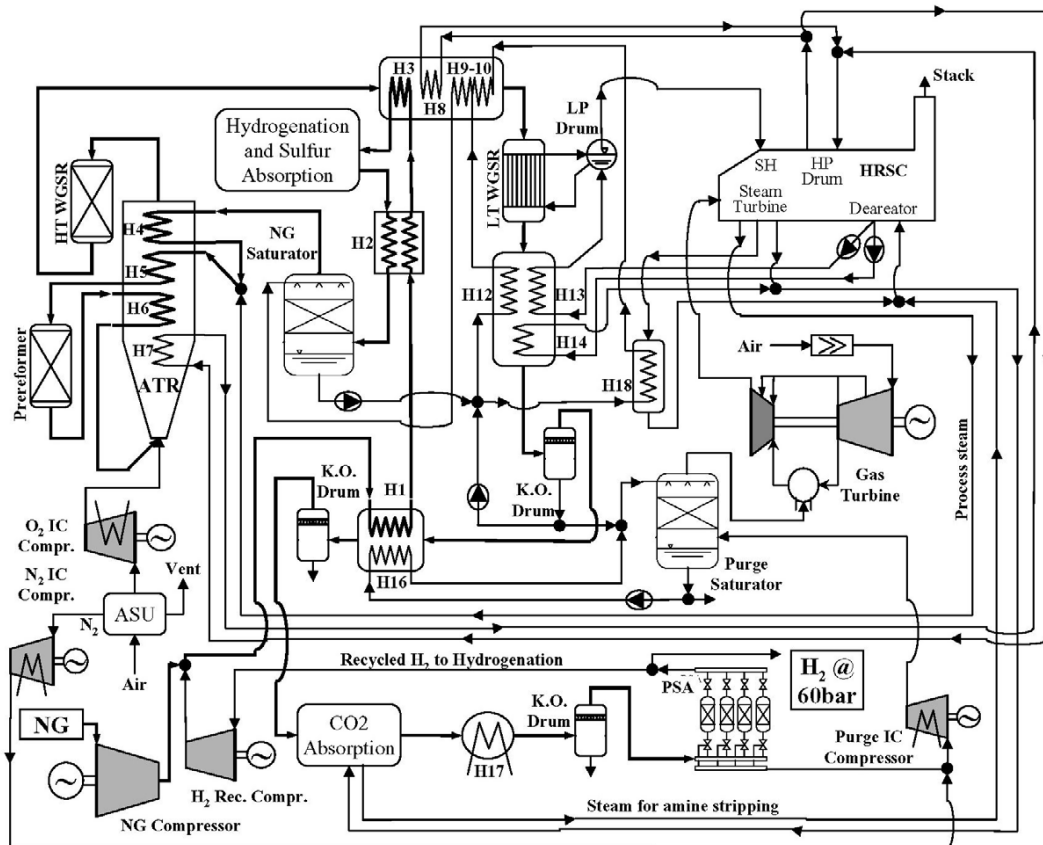 H3
H9-10
H8
Stack
LP
Drum
Hydrogenation
and Sulfur
Absorption
HT WGSR
LT WGSR
SH
HP
Drum
HRSC
Steam
Turbine
Deareator
H4
H2
NG
Saturator
H5
H6
H7
H12
H13
H14
H18
Air
Prereformer
ATR
Gas
Turbine
Process steam
K.O.
Drum
H1
K.O.
Drum
O2 IC
Compr.
H16
Purge
Saturator
N2 IC
Compr.
Vent
N2
ASU
Air
Recycled H2 to Hydrogenation
PSA
H2 @
60bar
NG
CO2
Absorption
K.O.
Drum
H17
Purge IC
Compressor
H2 Rec. Compr.
NG Compressor
Steam for amine stripping